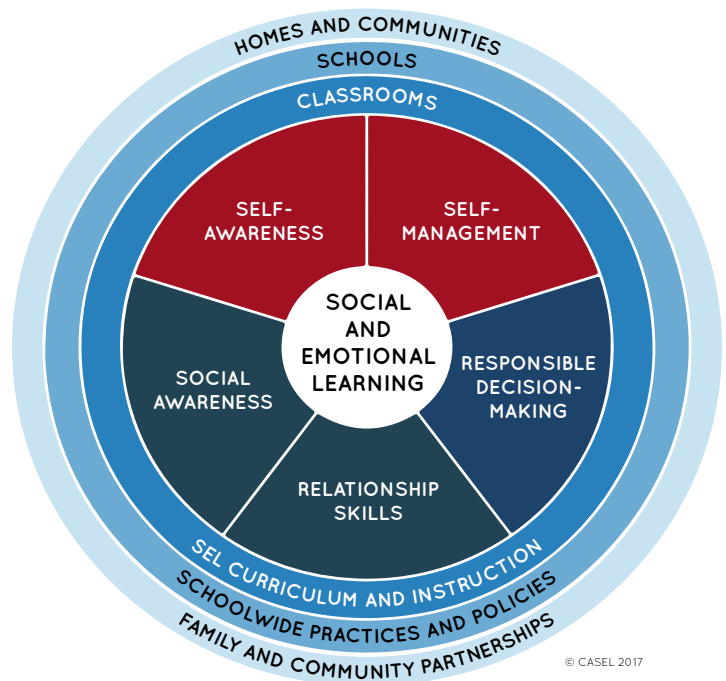 HOMES AND COMMUNITIES
SCHOOLS
CLASSROOMS
SELF-
AWARENESS
SELF-
MANAGEMENT
SOCIAL
AND
EMOTIONAL
LEARNING
SOCIAL
AWARENESS
RESPONSIBLE
DECISION-
MAKING
RELATIONSHIP
SKILLS
SEL CURRICULUM AND INSTRUCTION
SCHOOLWIDE PRACTICES AND POLICIES
FAMILY AND COMMUNITY PARTNERSHIPS
© CASEL 2017